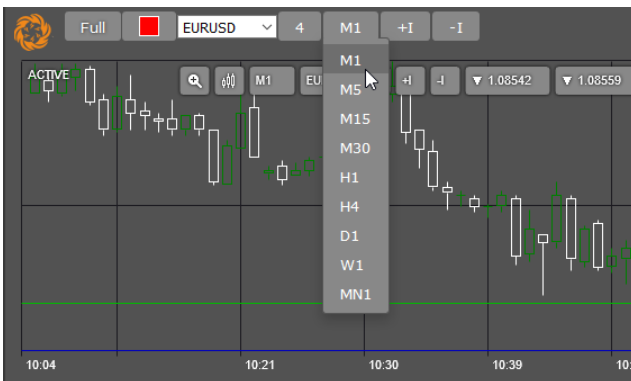 Full EURUSD 4 M1 +I -I
ACTIVE M1 EU +I -I ▼ 1.08542 ▼ 1.08559
M1
M5
M15
M30
H1
H4
D1
W1
MN1
10:04 10:21 10:30 10:39 10: